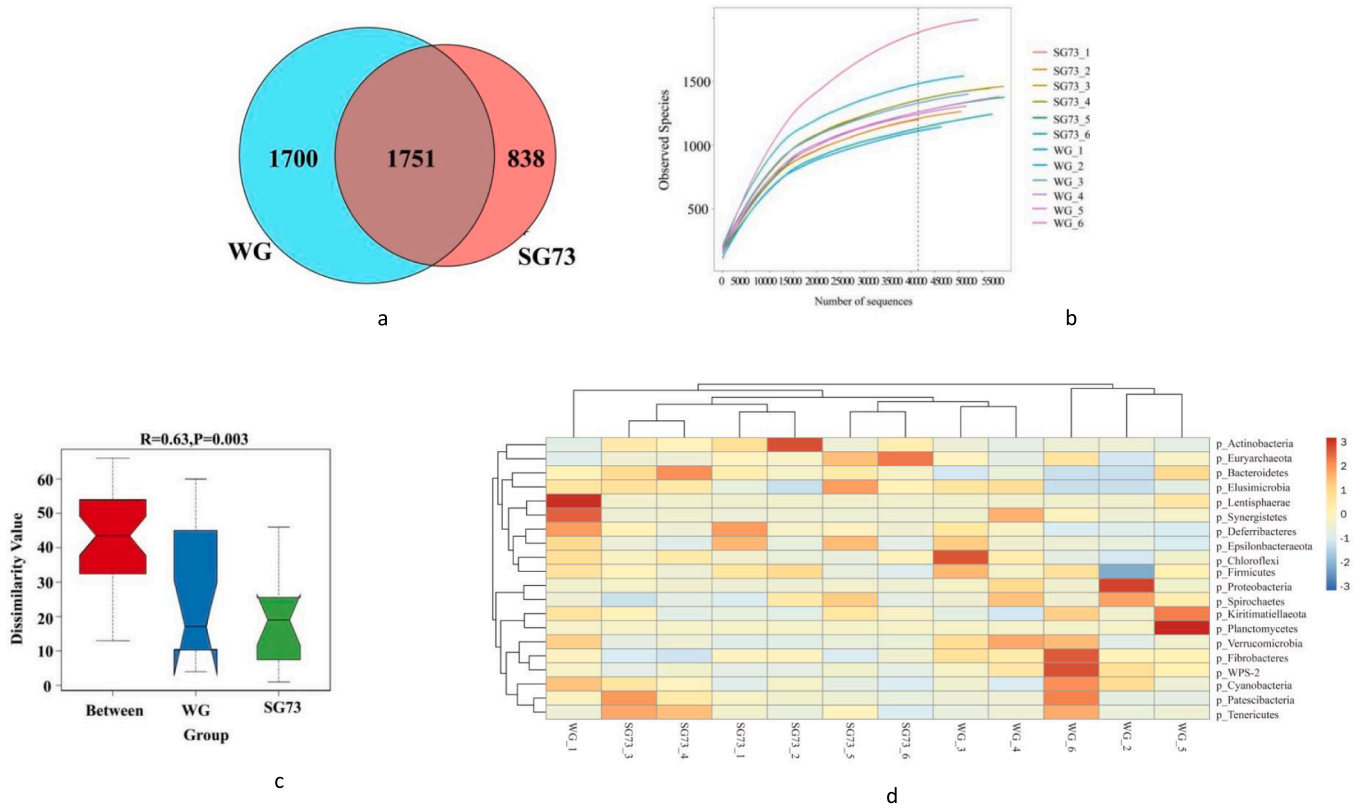 1700
1751
838
WG
SG73
a
Observed Species
1500
1000
500
0 5000 10000 15000 20000 25000 30000 35000 40000 45000 50000 55000
Number of sequences
SG73_1
SG73_2
SG73_3
SG73_4
SG73_5
SG73_6
WG_1
WG_2
WG_3
WG_4
WG_5
WG_6
b
R=0.63,P=0.003
Dissimilarity Value
60
50
40
30
20
10
0
Between WG SG73
Group
c
p_Actinobacteria
p_Euryarchaeota
p_Bacteroidetes
p_Elusimicrobia
p_Lentisphaerae
p_Synergistetes
p_Deferribacteres
p_Epsilonbacteraeota
p_Chloroflexi
p_Firmicutes
p_Proteobacteria
p_Spirochaetes
p_Kiritimatiellaeota
p_Planctomycetes
p_Verrucomicrobia
p_Fibrobacteres
p_WPS-2
p_Cyanobacteria
p_Patescibacteria
p_Tenericutes
3
2
1
0
-1
-2
-3
WG_1
SG73_3
SG73_4
SG73_1
SG73_2
SG73_5
SG73_6
WG_3
WG_4
WG_6
WG_2
WG_5
d